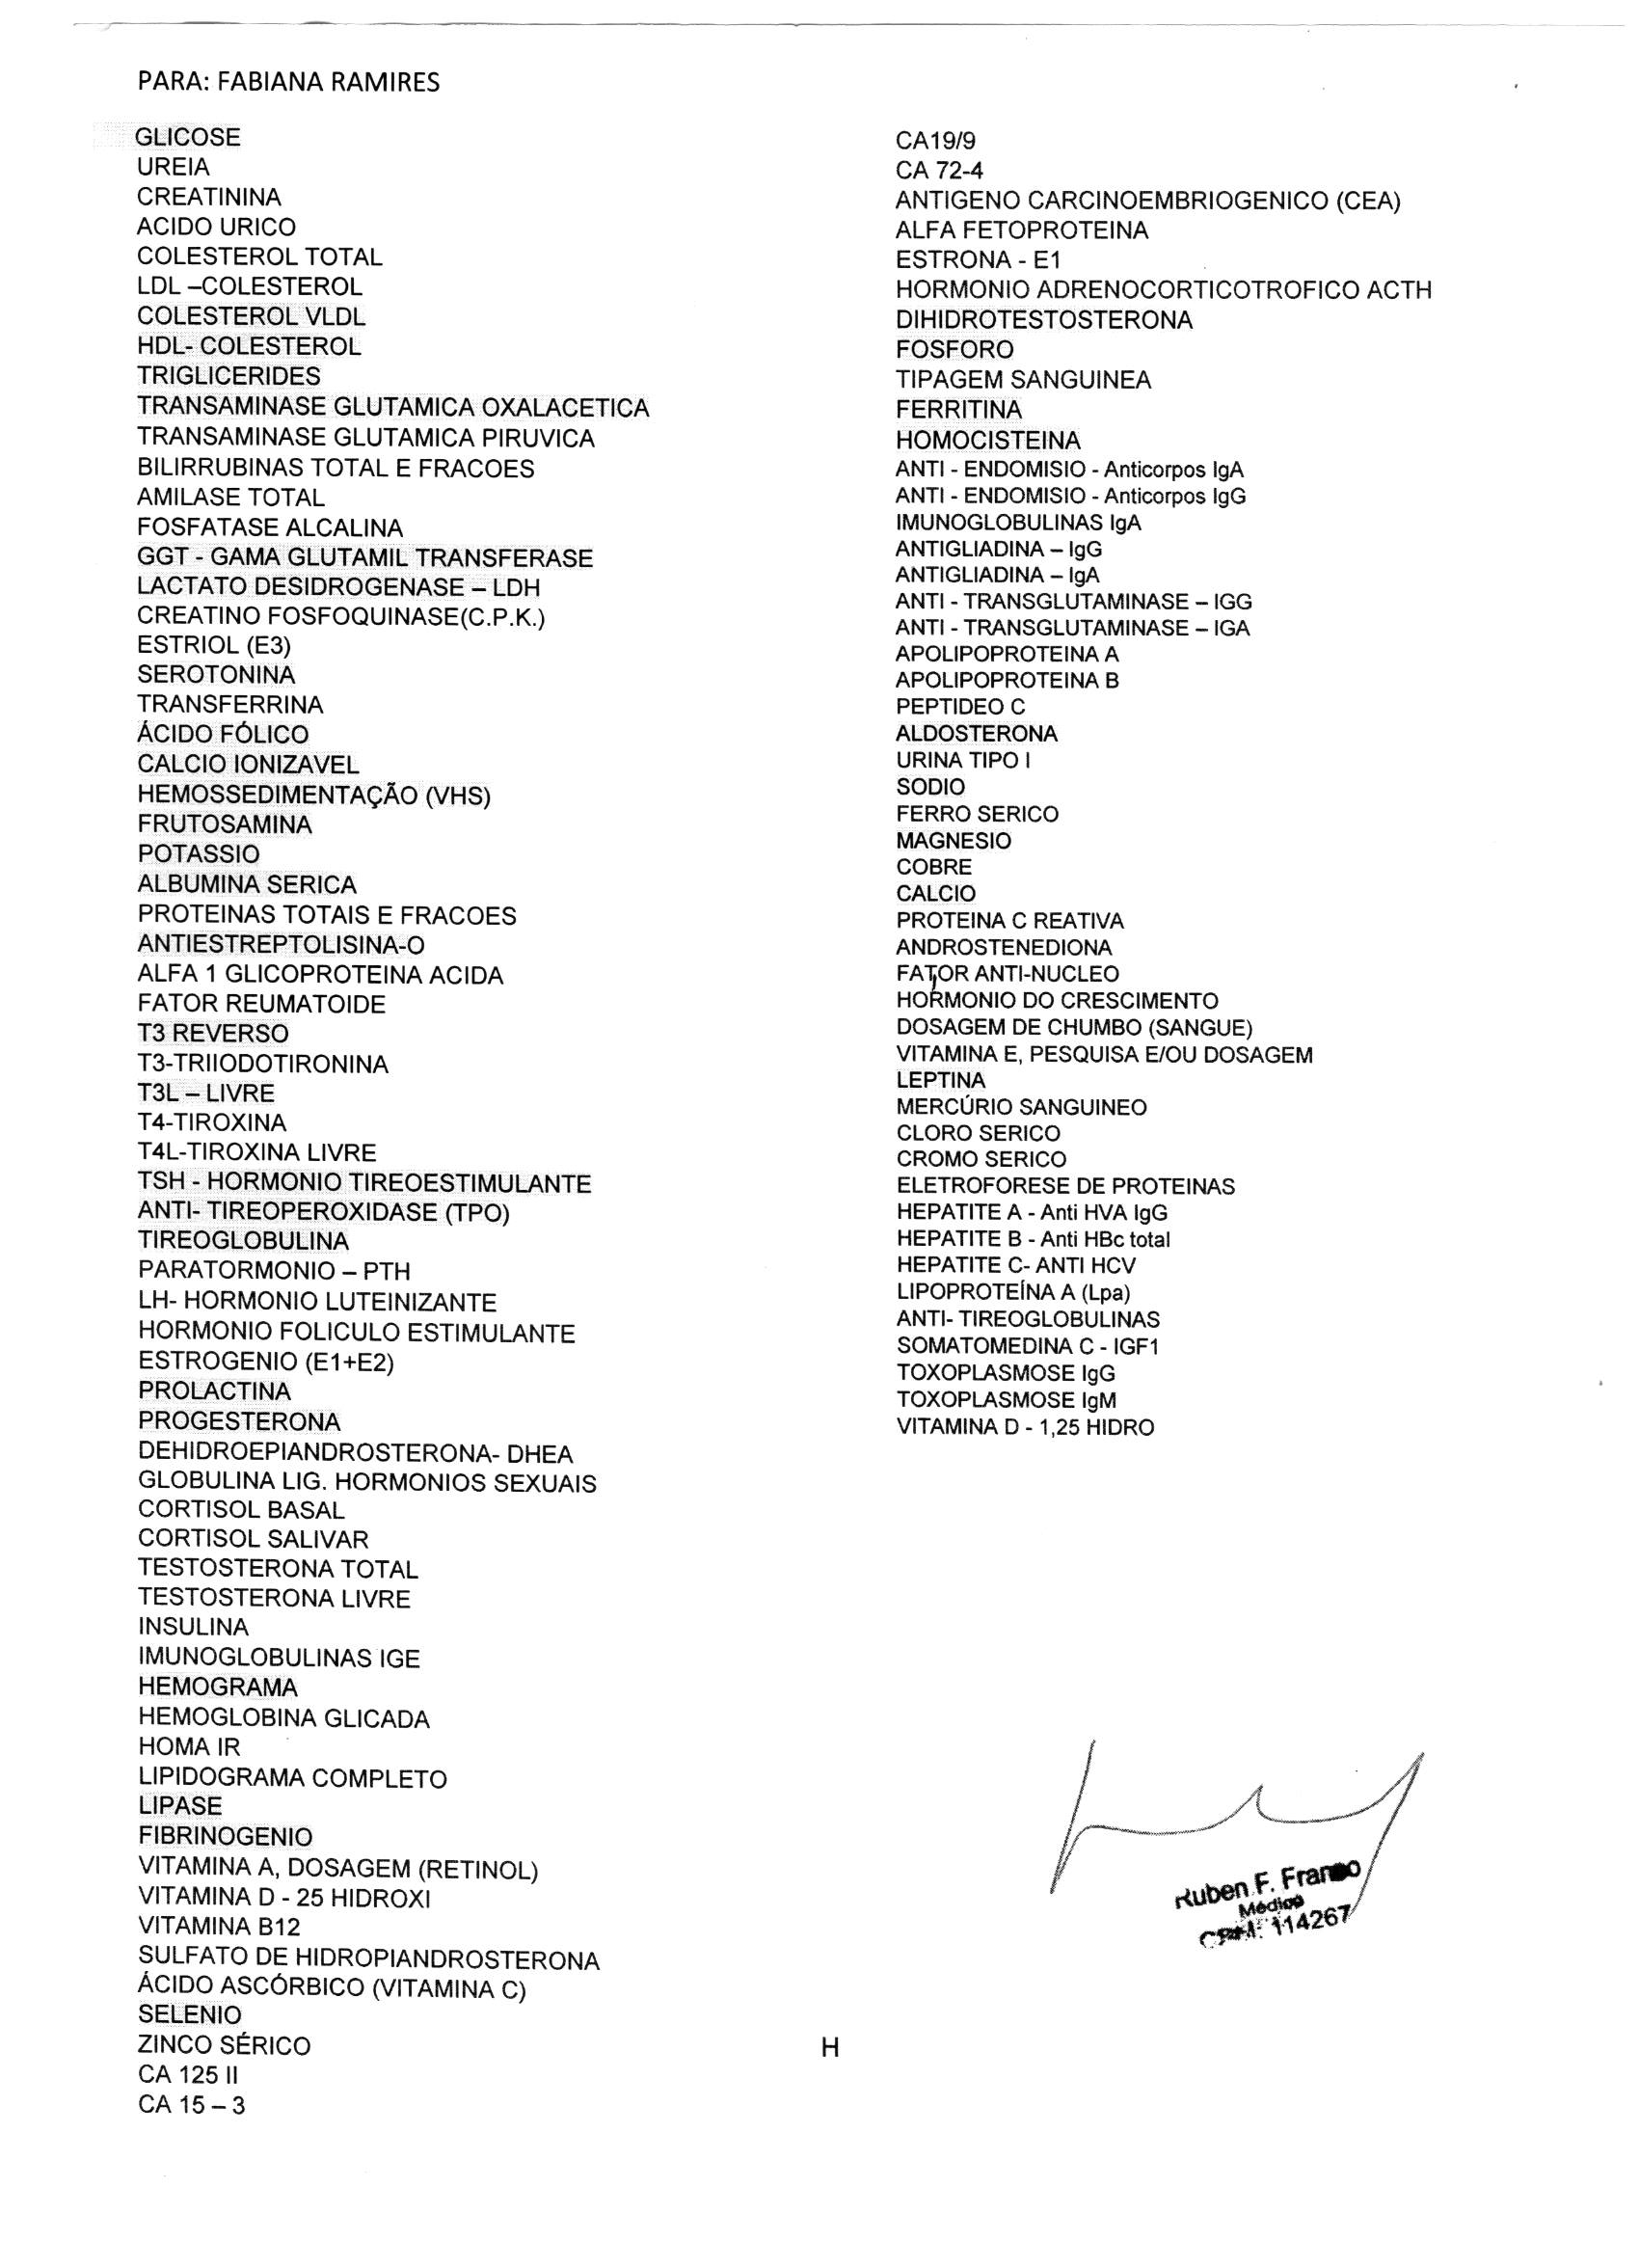 PARA: FABIANA RAMIRES
GLICOSE
UREIA
CREATININA
ACIDO URICO
COLESTEROL TOTAL
LDL –COLESTEROL
COLESTEROL VLDL
HDL- COLESTEROL
TRIGLICERIDES
TRANSAMINASE GLUTAMICA OXALACETICA
TRANSAMINASE GLUTAMICA PIRUVICA
BILIRRUBINAS TOTAL E FRACOES
AMILASE TOTAL
FOSFATASE ALCALINA
GGT - GAMA GLUTAMIL TRANSFERASE
LACTATO DESIDROGENASE – LDH
CREATINO FOSFOQUINASE(C.P.K.)
ESTRIOL (E3)
SEROTONINA
TRANSFERRINA
ÁCIDO FÓLICO
CALCIO IONIZAVEL
HEMOSSEDIMENTAÇÃO (VHS)
FRUTOSAMINA
POTASSIO
ALBUMINA SERICA
PROTEINAS TOTAIS E FRACOES
ANTIESTREPTOLISINA-O
ALFA 1 GLICOPROTEINA ACIDA
FATOR REUMATOIDE
T3 REVERSO
T3-TRIIODOTIRONINA
T3L – LIVRE
T4-TIROXINA
T4L-TIROXINA LIVRE
TSH - HORMONIO TIREOESTIMULANTE
ANTI- TIREOPEROXIDASE (TPO)
TIREOGLOBULINA
PARATORMONIO – PTH
LH- HORMONIO LUTEINIZANTE
HORMONIO FOLICULO ESTIMULANTE
ESTROGENIO (E1+E2)
PROLACTINA
PROGESTERONA
DEHIDROEPIANDROSTERONA- DHEA
GLOBULINA LIG. HORMONIOS SEXUAIS
CORTISOL BASAL
CORTISOL SALIVAR
TESTOSTERONA TOTAL
TESTOSTERONA LIVRE
INSULINA
IMUNOGLOBULINAS IGE
HEMOGRAMA
HEMOGLOBINA GLICADA
HOMA IR
LIPIDOGRAMA COMPLETO
LIPASE
FIBRINOGENIO
VITAMINA A, DOSAGEM (RETINOL)
VITAMINA D - 25 HIDROXI
VITAMINA B12
SULFATO DE HIDROPIANDROSTERONA
ÁCIDO ASCÓRBICO (VITAMINA C)
SELENIO
ZINCO SÉRICO
CA 125 II
CA 15 – 3
CA19/9
CA 72-4
ANTIGENO CARCINOEMBRIOGENICO (CEA)
ALFA FETOPROTEINA
ESTRONA - E1
HORMONIO ADRENOCORTICOTROFICO ACTH
DIHIDROTESTOSTERONA
FOSFORO
TIPAGEM SANGUINEA
FERRITINA
HOMOCISTEINA
ANTI - ENDOMISIO - Anticorpos IgA
ANTI - ENDOMISIO - Anticorpos IgG
IMUNOGLOBULINAS IgA
ANTIGLIADINA – IgG
ANTIGLIADINA – IgA
ANTI - TRANSGLUTAMINASE – IGG
ANTI - TRANSGLUTAMINASE – IGA
APOLIPOPROTEINA A
APOLIPOPROTEINA B
PEPTIDEO C
ALDOSTERONA
URINA TIPO I
SODIO
FERRO SERICO
MAGNESIO
COBRE
CALCIO
PROTEINA C REATIVA
ANDROSTENEDIONA
FATOR ANTI-NUCLEO
HORMONIO DO CRESCIMENTO
DOSAGEM DE CHUMBO (SANGUE)
VITAMINA E, PESQUISA E/OU DOSAGEM
LEPTINA
MERCÚRIO SANGUINEO
CLORO SERICO
CROMO SERICO
ELETROFORESE DE PROTEINAS
HEPATITE A - Anti HVA IgG
HEPATITE B - Anti HBc total
HEPATITE C- ANTI HCV
LIPOPROTEÍNA A (Lpa)
ANTI- TIREOGLOBULINAS
SOMATOMEDINA C - IGF1
TOXOPLASMOSE IgG
TOXOPLASMOSE IgM
VITAMINA D - 1,25 HIDRO
Ruben F.
Médico
114267
H